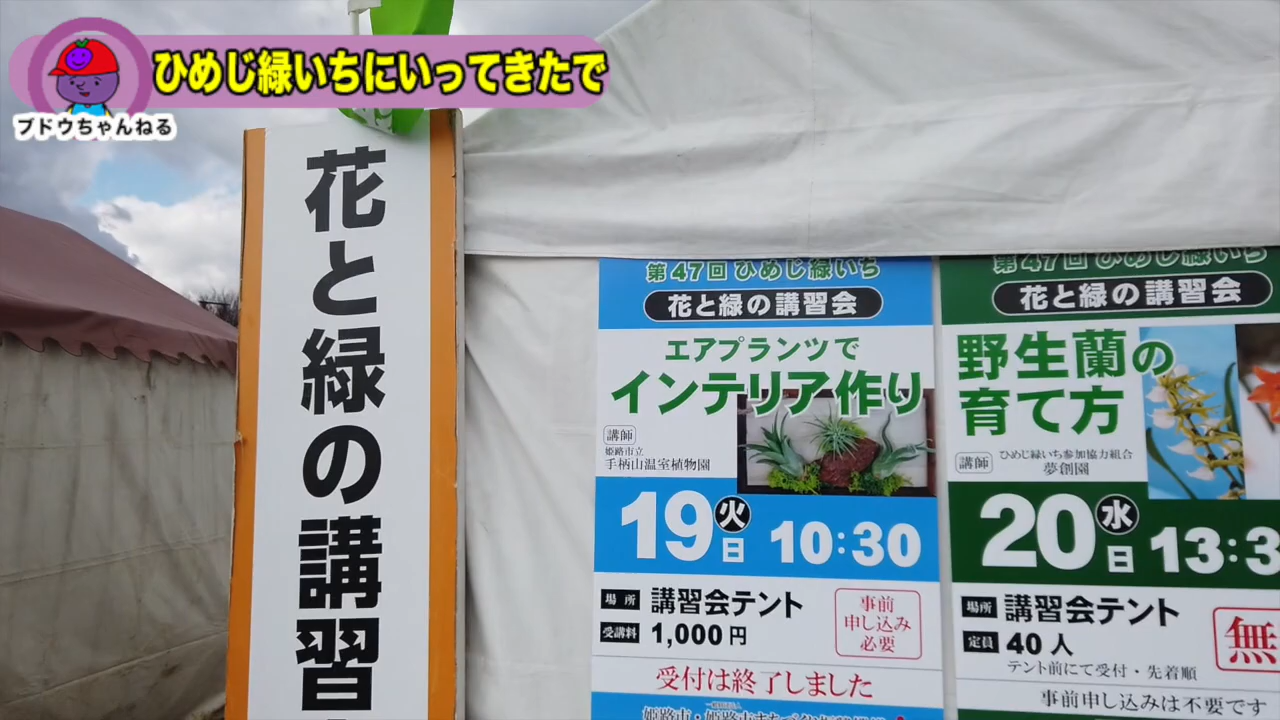 ひめじ緑いちにいってきたで
ブドウちゃんねる
花と緑の講習
第47回 ひめじ緑いち
花と緑の講習会
エアプランツで
インテリア作り
講師
姫路市立
手柄山温室植物園
19火日 10:30
場所 講習会テント
受講料 1,000円
事前
申し込み
必要
受付は終了しました
第47回 ひめじ緑いち
花と緑の講習会
野生蘭の
育て方
講師
ひめじ緑いち参加協力組合
夢創園
20水日 13:3
場所 講習会テント
定員 40人
無
テント前にて受付・先着順
事前申し込みは不要です